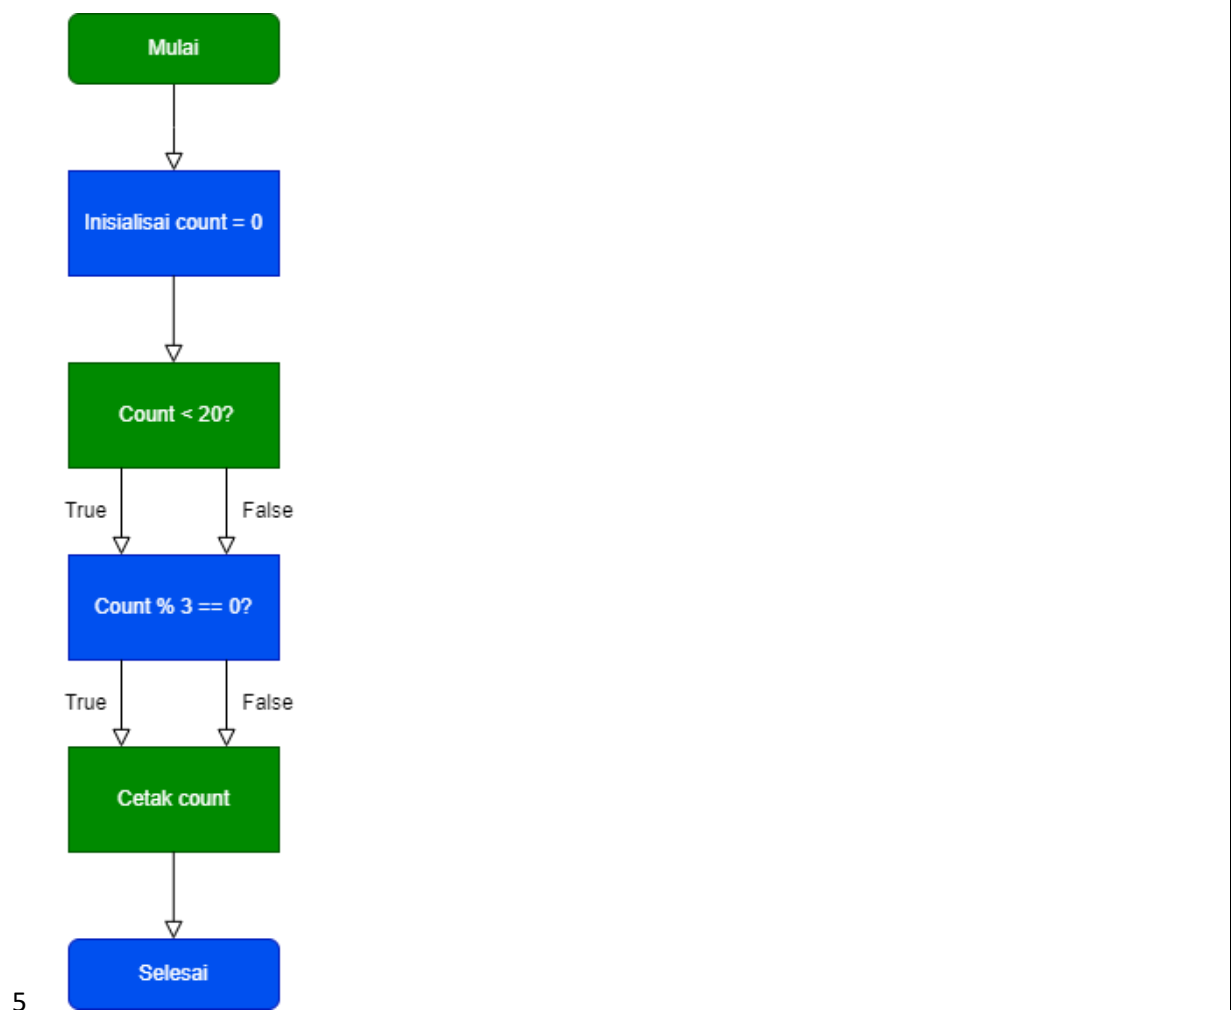 Mulai
Inisialisai count = 0
Count < 20?
True False
Count % 3 == 0?
True False
Cetak count
Selesai
5